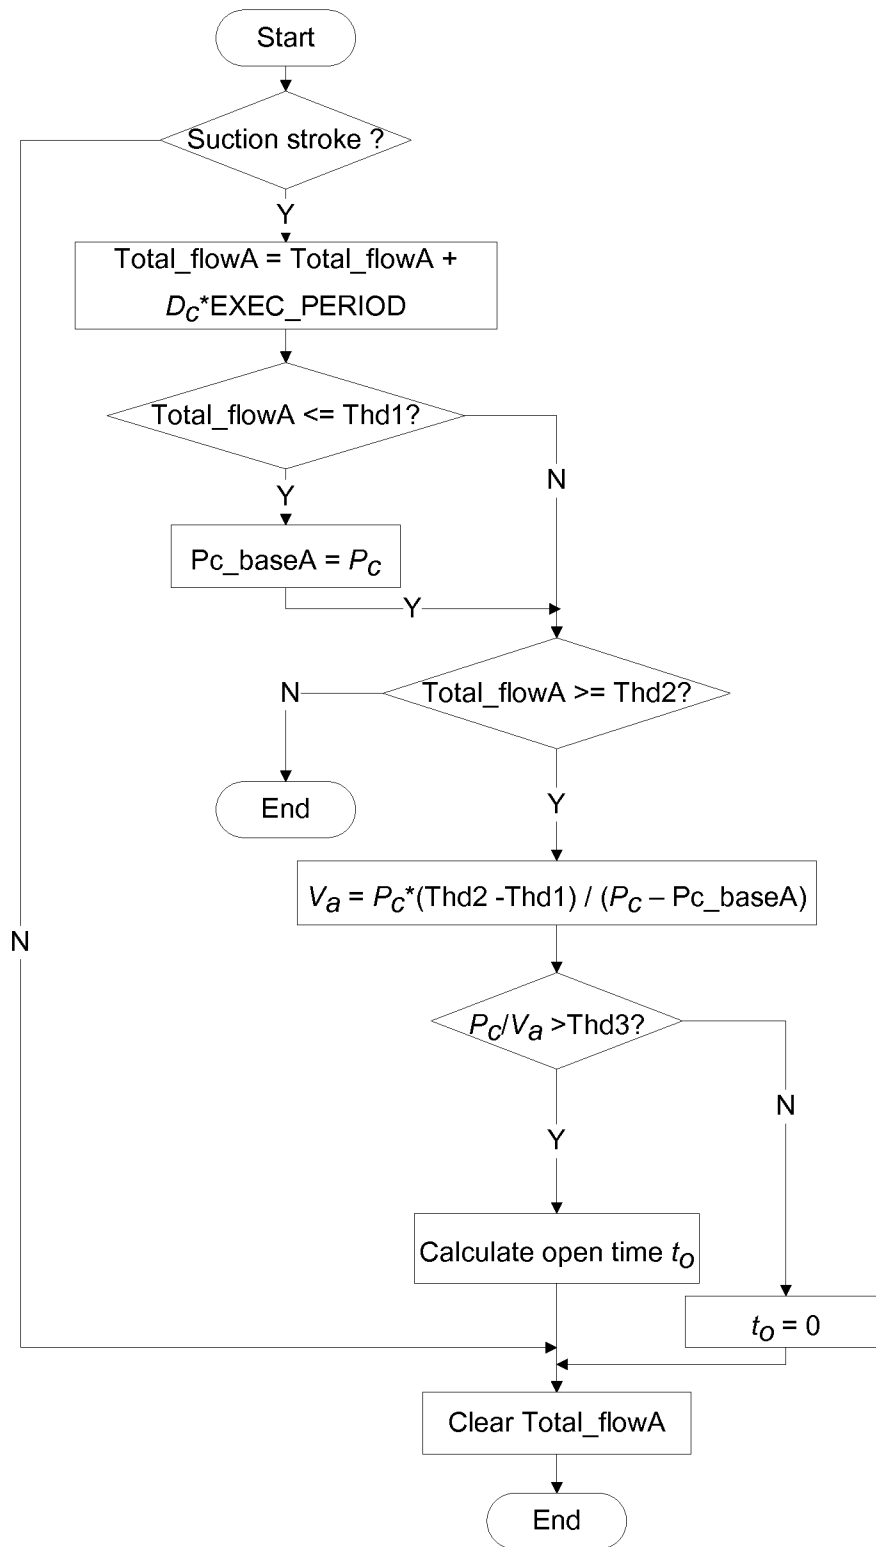 Start
Suction stroke ?
Y
Total_flowA = Total_flowA +
Dc*EXEC_PERIOD
Total_flowA <= Thd1?
N
Y
Pc_baseA = Pc
Y
Total_flowA >= Thd2?
N
End
Y
Va = Pc*(Thd2 -Thd1) / (Pc – Pc_baseA)
N
Pc/Va >Thd3?
N
Y
Calculate open time to
to = 0
Clear Total_flowA
End